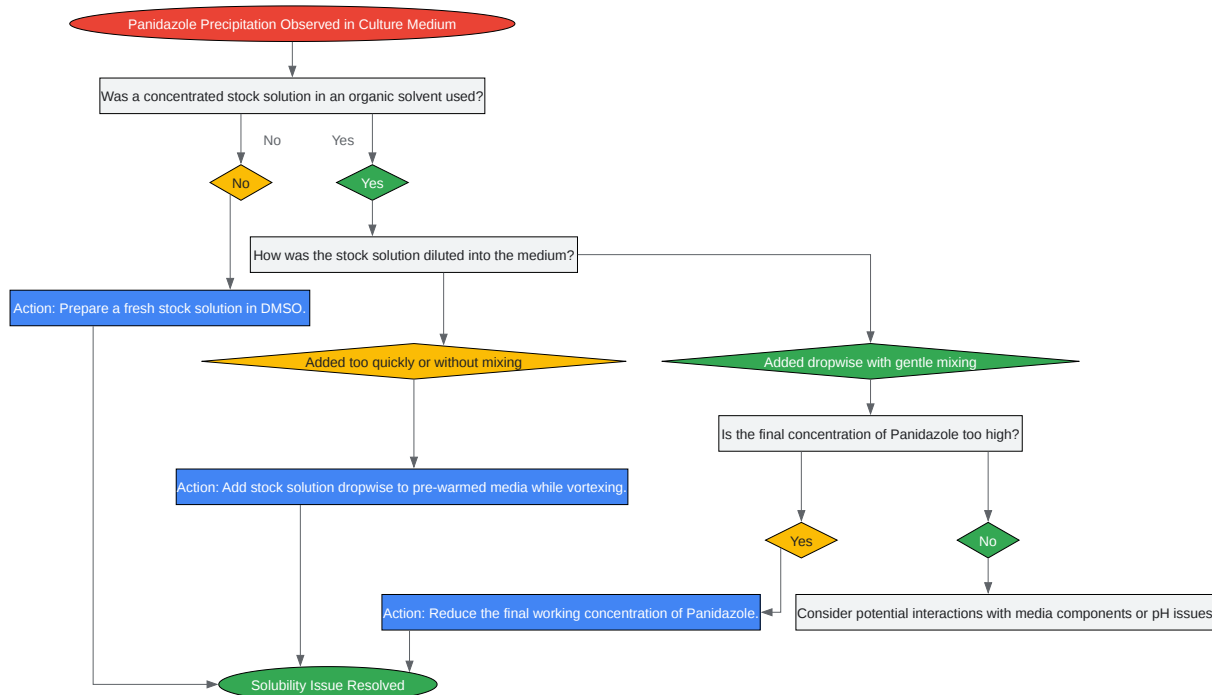 Panidazole Precipitation Observed in Culture Medium
Was a concentrated stock solution in an organic solvent used?
No
Yes
No
Yes
How was the stock solution diluted into the medium?
Action: Prepare a fresh stock solution in DMSO.
Added too quickly or without mixing
Added dropwise with gentle mixing
Is the final concentration of Panidazole too high?
Action: Add stock solution dropwise to pre-warmed media while vortexing.
Yes
No
Action: Reduce the final working concentration of Panidazole.
Consider potential interactions with media components or pH issues
Solubility Issue Resolved